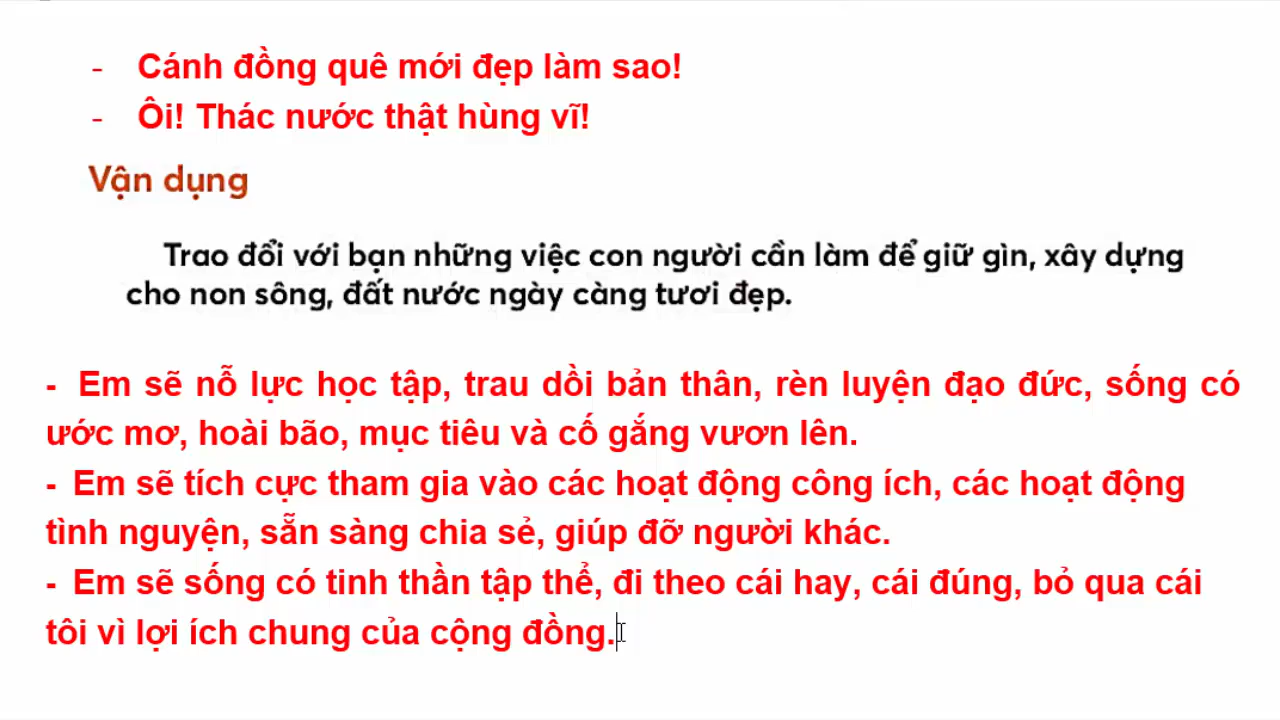 - Cánh đồng quê mới đẹp làm sao!
- Ôi! Thác nước thật hùng vĩ!
Vận dụng
Trao đổi với bạn những việc con người cần làm để giữ gìn, xây dựng
cho non sông, đất nước ngày càng tươi đẹp.
- Em sẽ nỗ lực học tập, trau dồi bản thân, rèn luyện đạo đức, sống có
ước mơ, hoài bão, mục tiêu và cố gắng vươn lên.
- Em sẽ tích cực tham gia vào các hoạt động công ích, các hoạt động
tình nguyện, sẵn sàng chia sẻ, giúp đỡ người khác.
- Em sẽ sống có tinh thần tập thể, đi theo cái hay, cái đúng, bỏ qua cái
tôi vì lợi ích chung của cộng đồng.